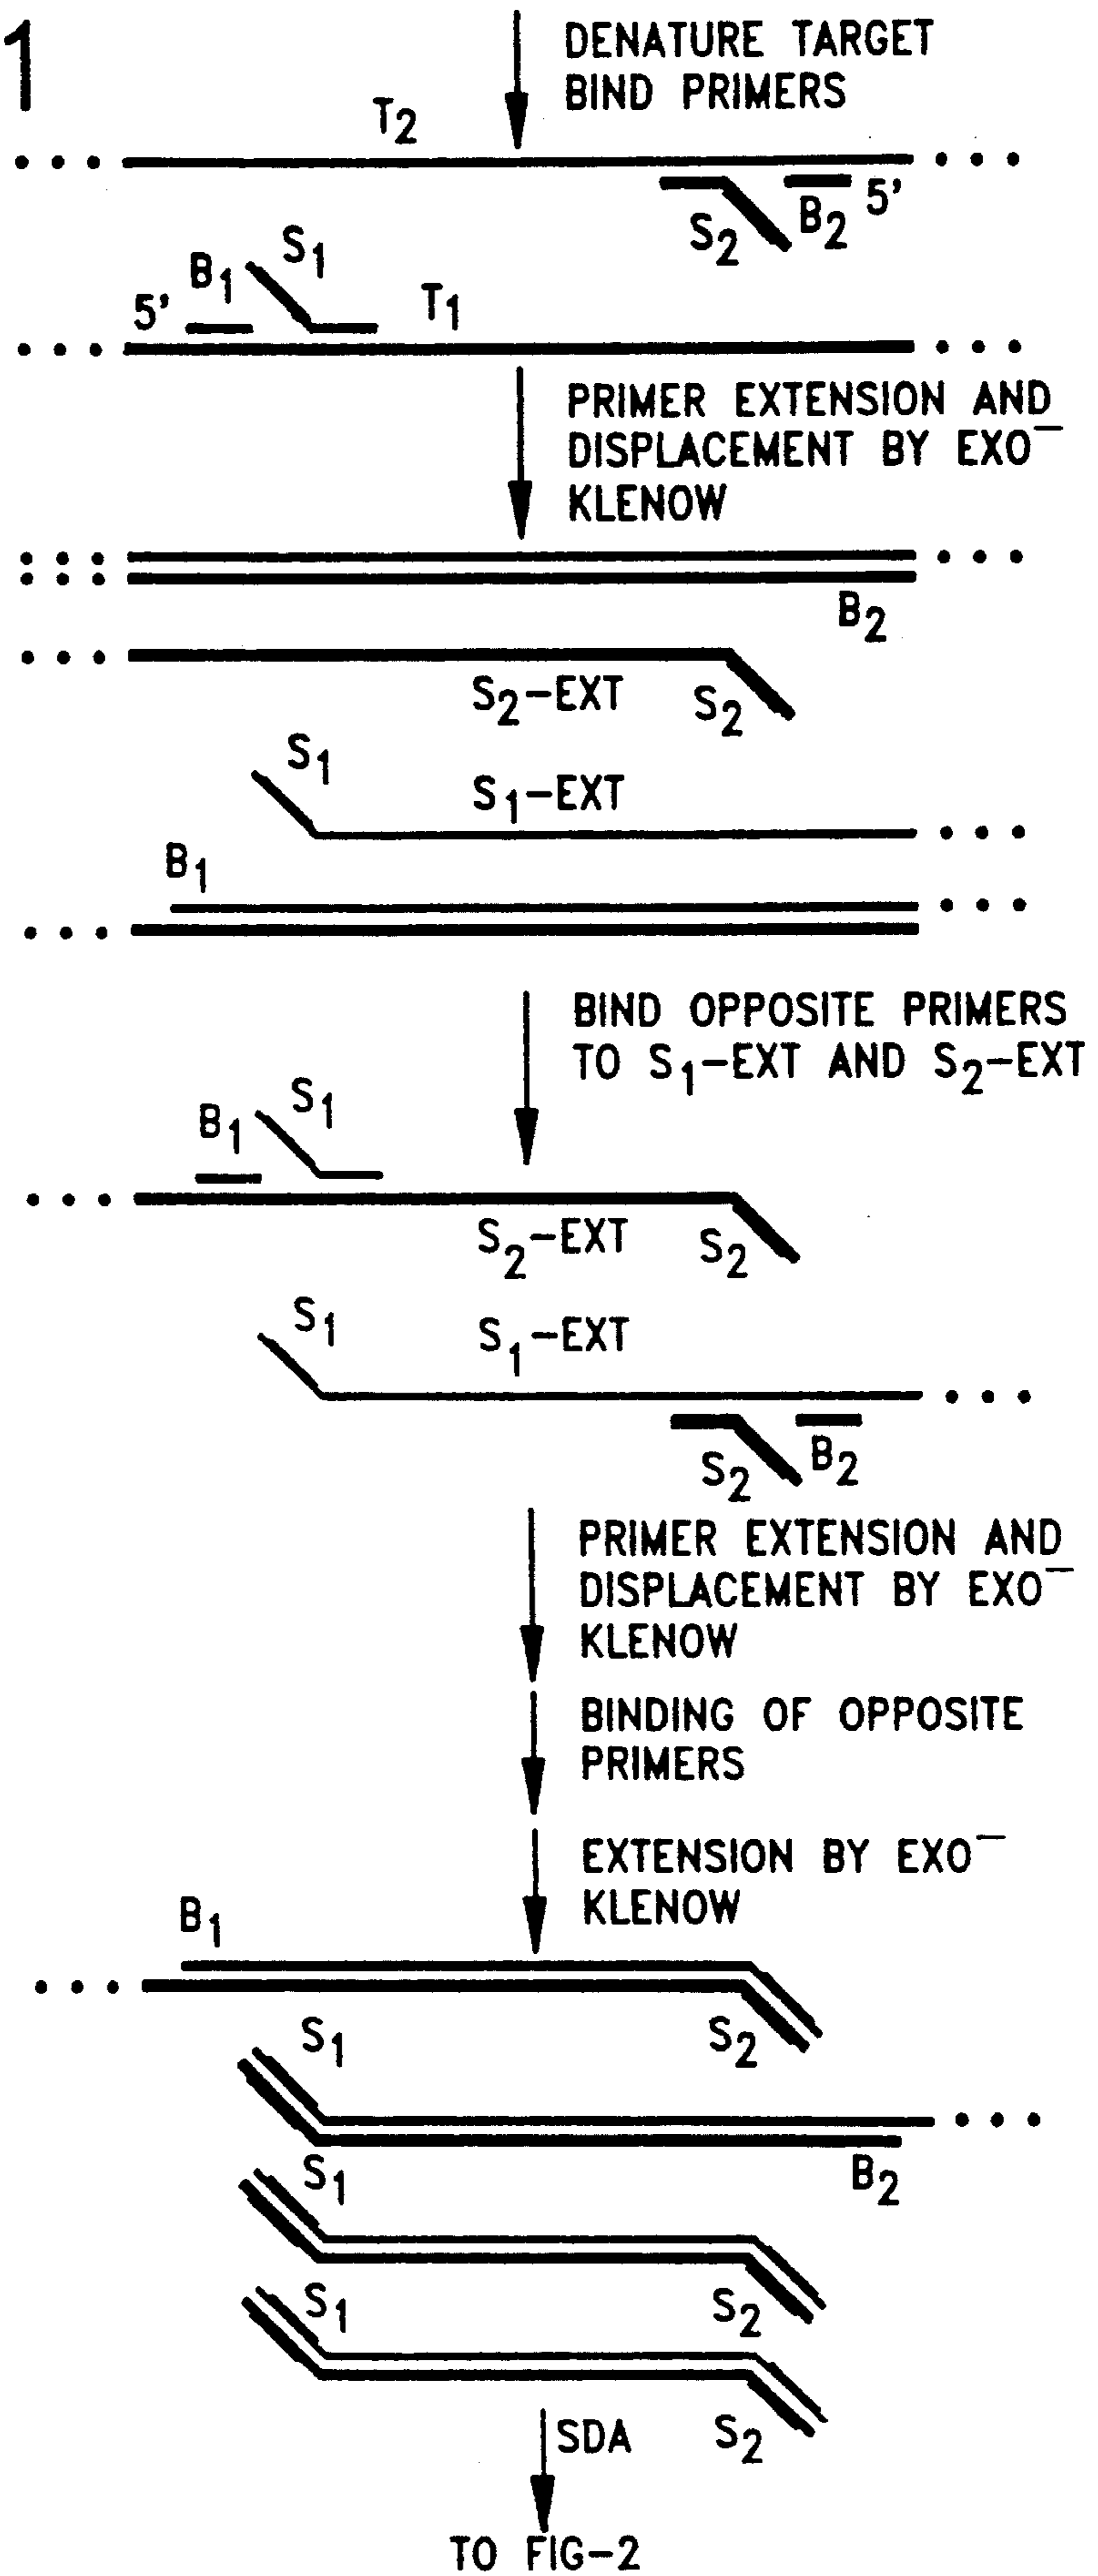 1
DENATURE TARGET
BIND PRIMERS
T2
S2
B2
5'
B1
S1
5'
T1
PRIMER EXTENSION AND
DISPLACEMENT BY EXO⁻
KLENOW
B2
S2-EXT
S2
S1
S1-EXT
B1
BIND OPPOSITE PRIMERS
TO S1-EXT AND S2-EXT
B1
S1
S2-EXT
S2
S1
S1-EXT
S2
B2
PRIMER EXTENSION AND
DISPLACEMENT BY EXO⁻
KLENOW
BINDING OF OPPOSITE
PRIMERS
EXTENSION BY EXO⁻
KLENOW
B1
S1
S2
S1
B2
S1
S2
S2
SDA
TO FIG-2